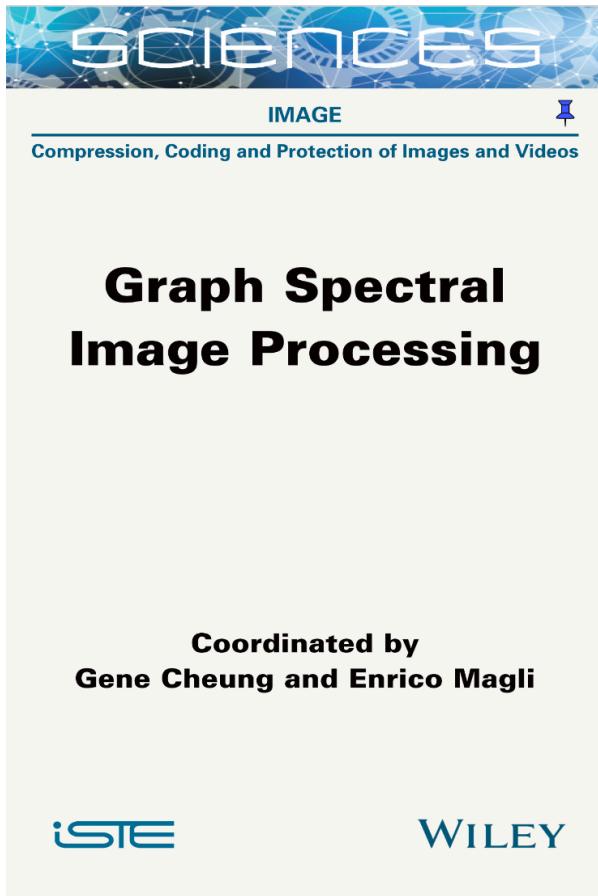 SCIENCES
IMAGE
Compression, Coding and Protection of Images and Videos
Graph Spectral
Image Processing
Coordinated by
Gene Cheung and Enrico Magli
iSTE
WILEY